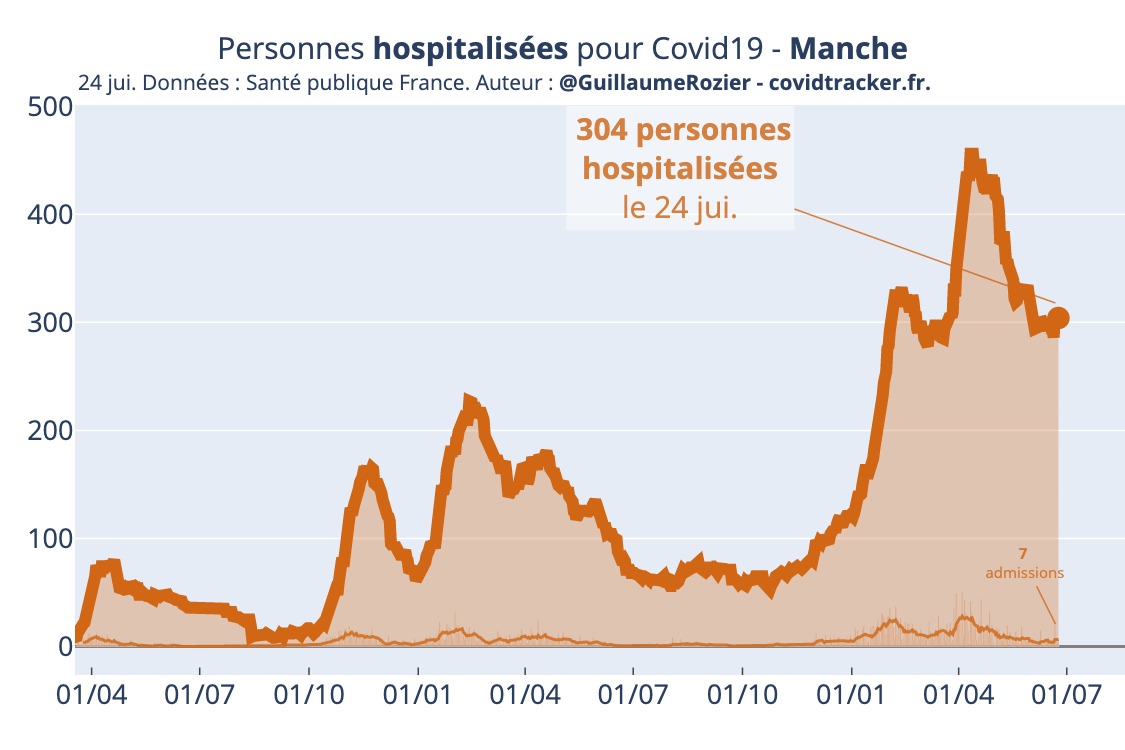 Personnes hospitalisées pour Covid19 - Manche
24 jui. Données : Santé publique France. Auteur : @GuillaumeRozier - covidtracker.fr.
500
304 personnes
hospitalisées
le 24 jui.
400
300
200
100
7
admissions
0
01/04 01/07 01/10 01/01 01/04 01/07 01/10 01/01 01/04 01/07